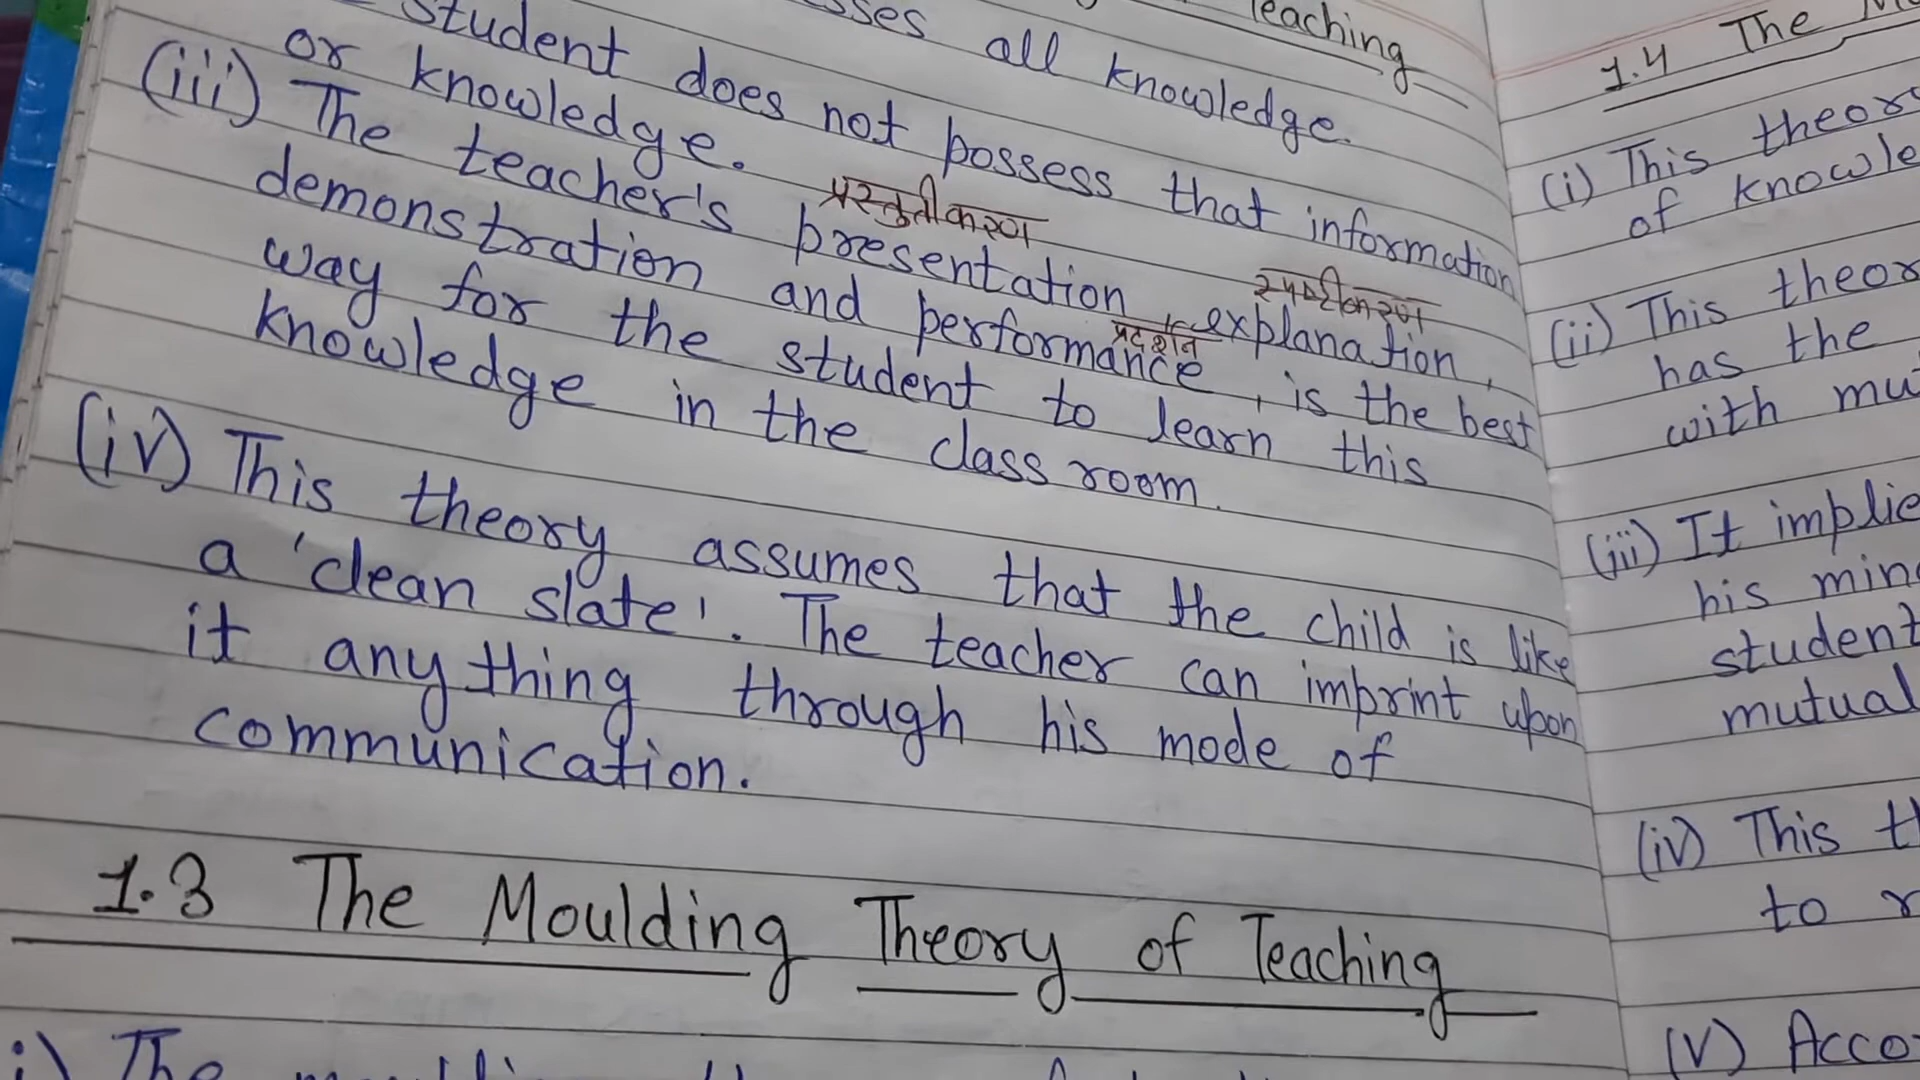 Teaching
all knowledge.
student does not possess that information
or knowledge.
(iii) The teacher's presentation, explanation,
प्रस्तुतीकरण
स्पष्टीकरण
demonstration and performance, is the best
प्रदर्शन
way for the student to learn this
knowledge in the class room.
(iv) This theory assumes that the child is like
a 'clean slate'. The teacher can imprint upon
it any thing through his mode of
communication.
1.3 The Moulding Theory of Teaching
i) The
1.4 The
(i) This theory
of knowle
(ii) This theor
has the
with mu
(iii) It implie
his min
student
mutual
(iv) This th
to r
(v) Acco